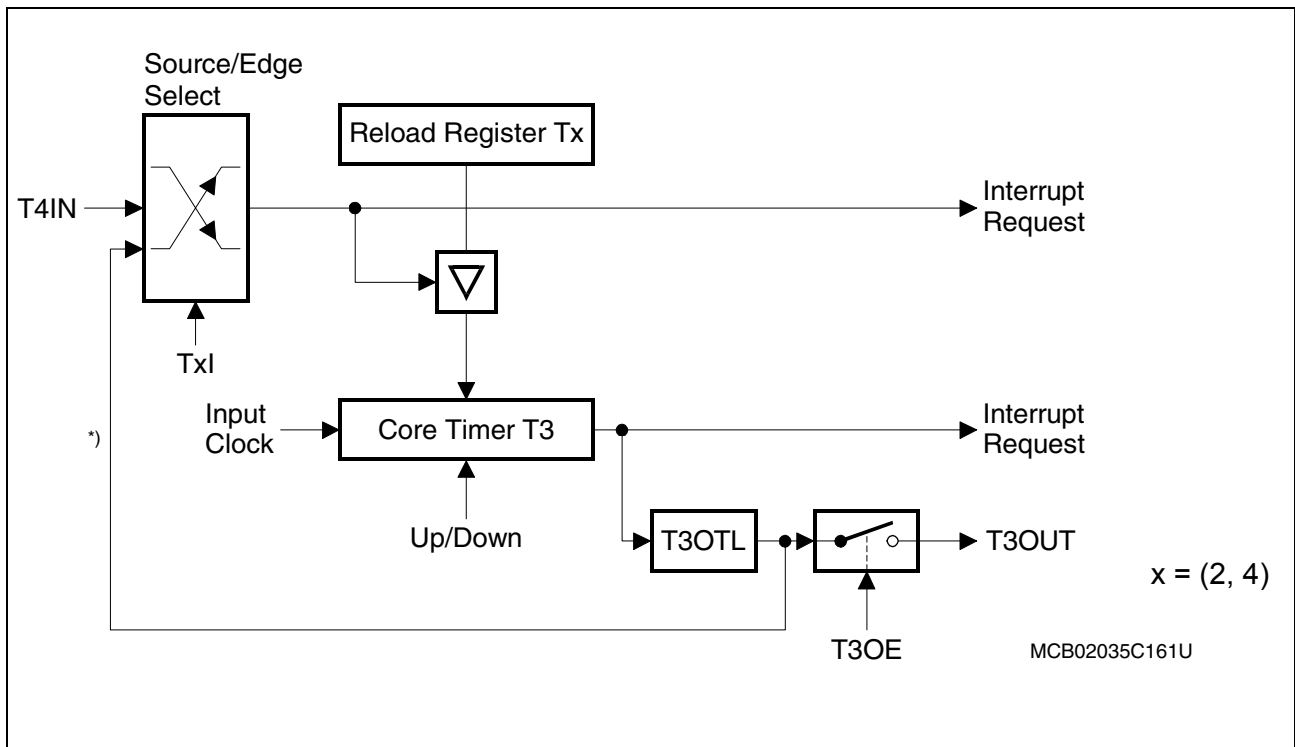 Source/Edge
Select
Reload Register Tx
T4IN
Interrupt
Request
TxI
Input
Clock
Core Timer T3
Interrupt
Request
*)
Up/Down
T3OTL
T3OUT
x = (2, 4)
T3OE
MCB02035C161U